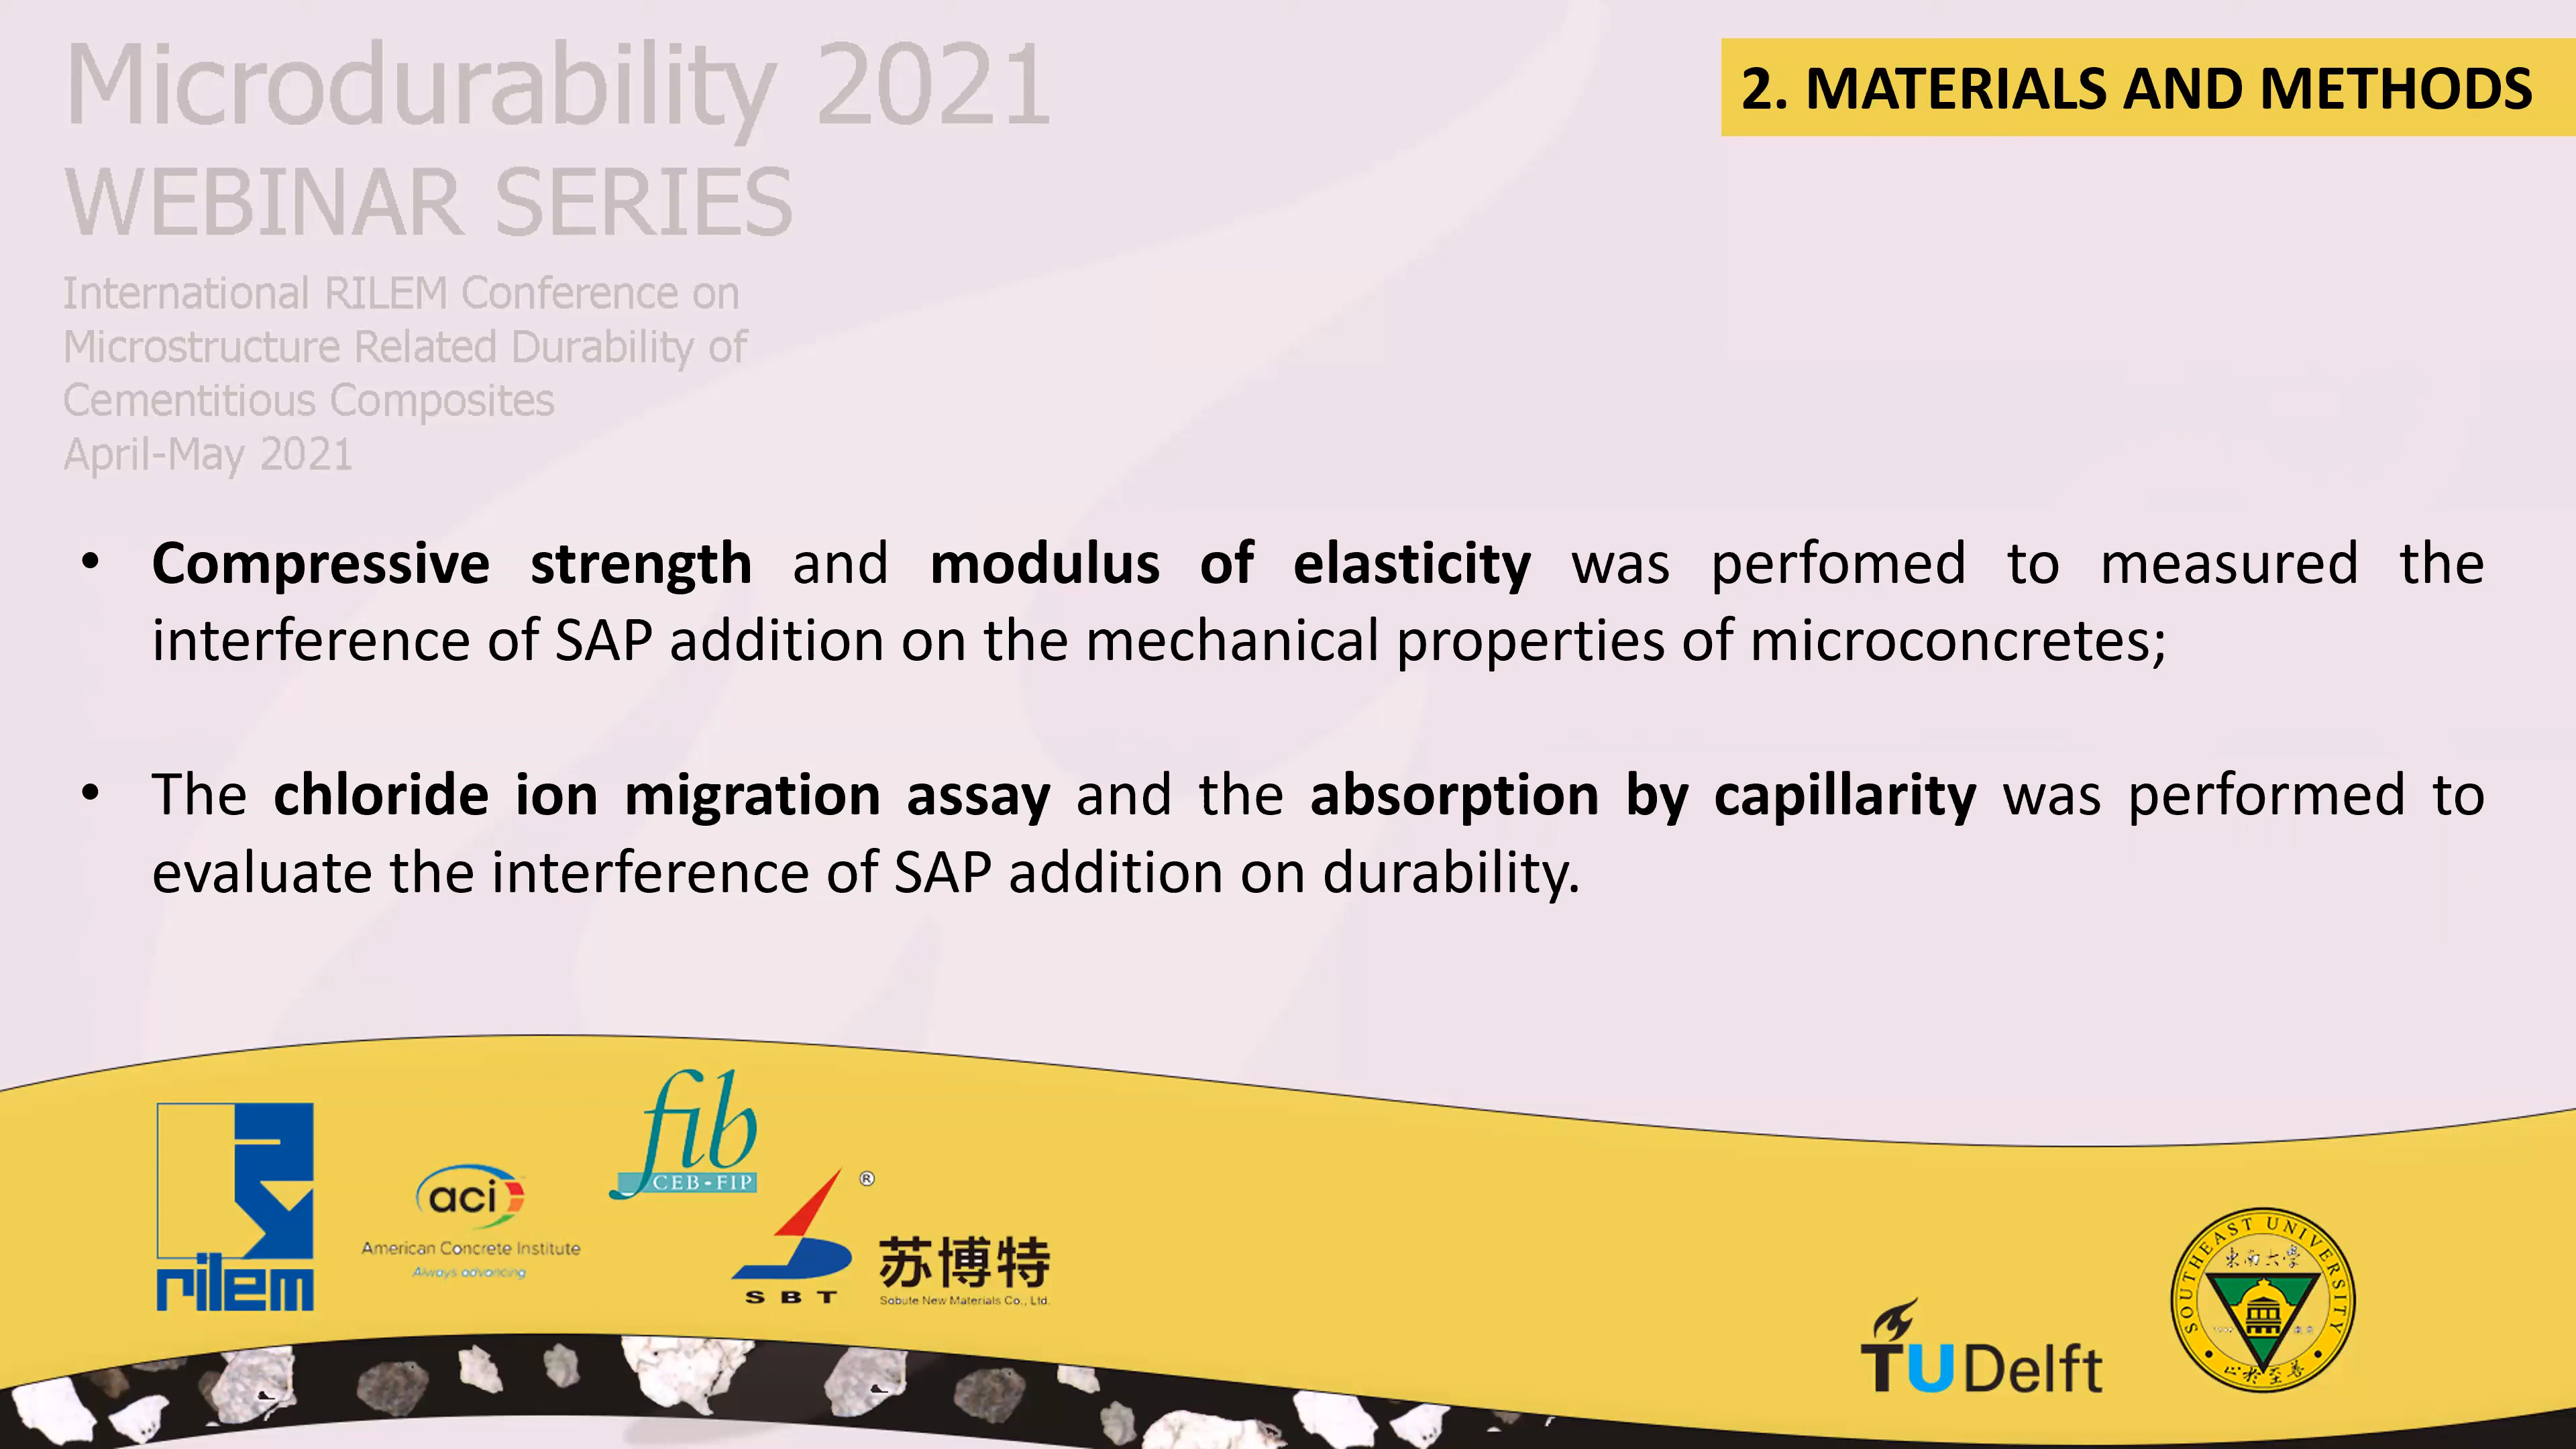 Microdurability 2021
WEBINAR SERIES
International RILEM Conference on
Microstructure Related Durability of
Cementitious Composites
April-May 2021
2. MATERIALS AND METHODS
• Compressive strength and modulus of elasticity was perfomed to measured the
interference of SAP addition on the mechanical properties of microconcretes;
• The chloride ion migration assay and the absorption by capillarity was performed to
evaluate the interference of SAP addition on durability.
rilem
aci
American Concrete Institute
Always advancing
fib
CEB-FIP
®
SBT
苏博特
Sobute New Materials Co., Ltd.
TUDelft
SOUTHEAST UNIVERSITY
東南大學